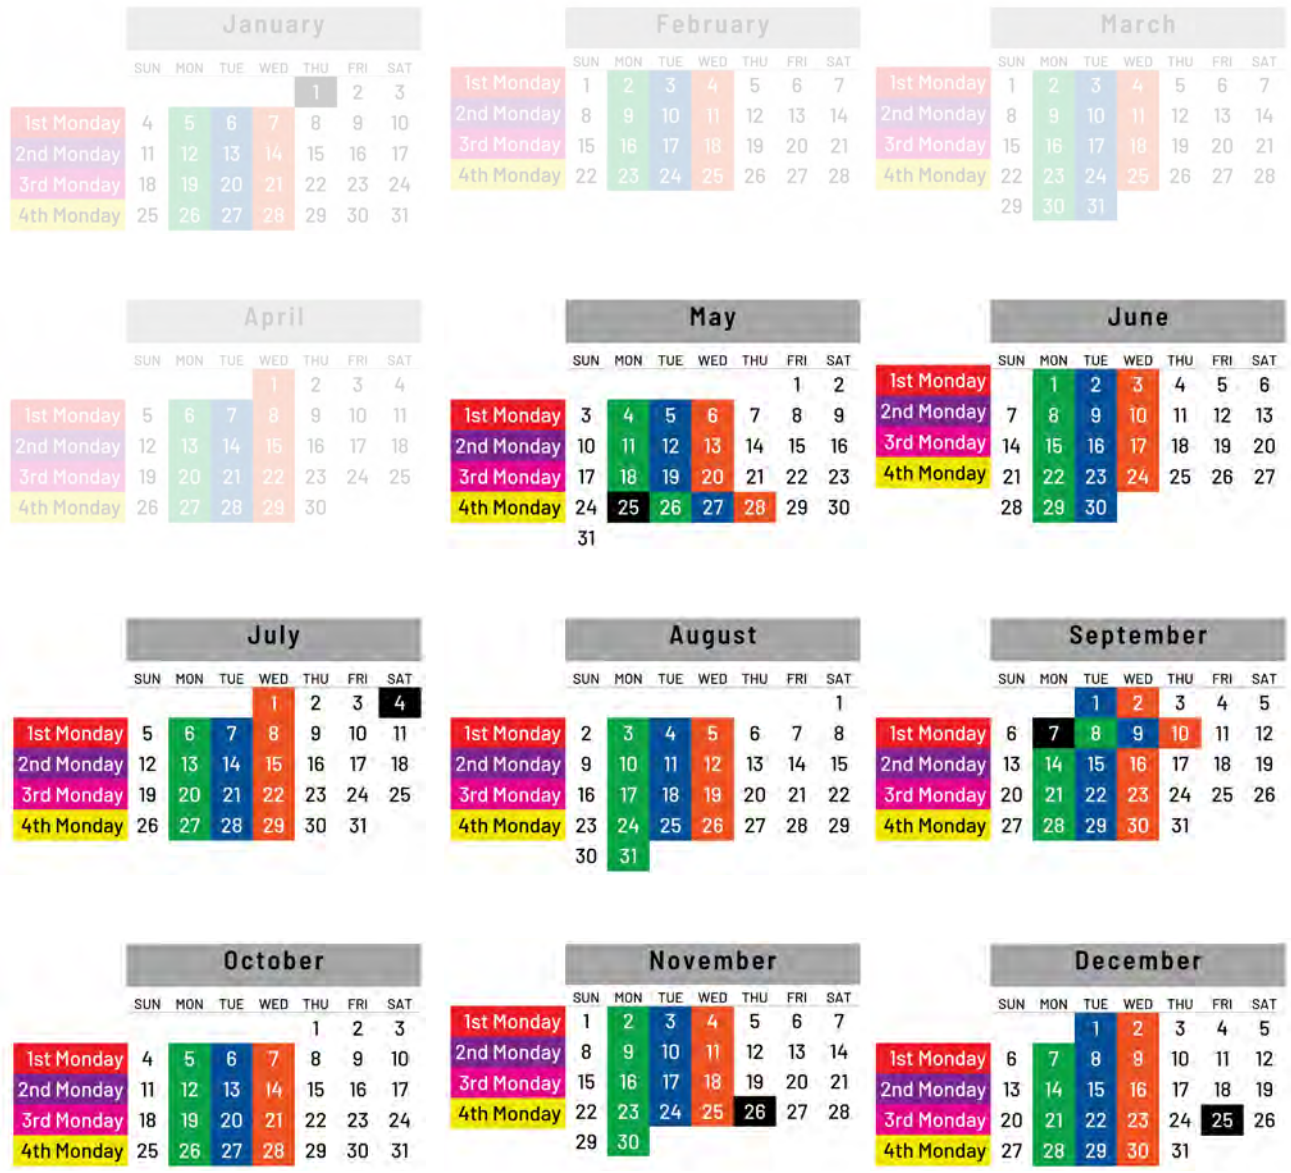 January
SUN MON TUE WED THU FRI SAT
1 2 3
1st Monday 4 5 6 7 8 9 10
2nd Monday 11 12 13 14 15 16 17
3rd Monday 18 19 20 21 22 23 24
4th Monday 25 26 27 28 29 30 31
February
SUN MON TUE WED THU FRI SAT
1st Monday 1 2 3 4 5 6 7
2nd Monday 8 9 10 11 12 13 14
3rd Monday 15 16 17 18 19 20 21
4th Monday 22 23 24 25 26 27 28
March
SUN MON TUE WED THU FRI SAT
1st Monday 1 2 3 4 5 6 7
2nd Monday 8 9 10 11 12 13 14
3rd Monday 15 16 17 18 19 20 21
4th Monday 22 23 24 25 26 27 28
29 30 31
April
SUN MON TUE WED THU FRI SAT
1 2 3 4
1st Monday 5 6 7 8 9 10 11
2nd Monday 12 13 14 15 16 17 18
3rd Monday 19 20 21 22 23 24 25
4th Monday 26 27 28 29 30
May
SUN MON TUE WED THU FRI SAT
1 2
1st Monday 3 4 5 6 7 8 9
2nd Monday 10 11 12 13 14 15 16
3rd Monday 17 18 19 20 21 22 23
4th Monday 24 25 26 27 28 29 30
31
June
SUN MON TUE WED THU FRI SAT
1st Monday 1 2 3 4 5 6
2nd Monday 7 8 9 10 11 12 13
3rd Monday 14 15 16 17 18 19 20
4th Monday 21 22 23 24 25 26 27
28 29 30
July
SUN MON TUE WED THU FRI SAT
1 2 3 4
1st Monday 5 6 7 8 9 10 11
2nd Monday 12 13 14 15 16 17 18
3rd Monday 19 20 21 22 23 24 25
4th Monday 26 27 28 29 30 31
August
SUN MON TUE WED THU FRI SAT
1
1st Monday 2 3 4 5 6 7 8
2nd Monday 9 10 11 12 13 14 15
3rd Monday 16 17 18 19 20 21 22
4th Monday 23 24 25 26 27 28 29
30 31
September
SUN MON TUE WED THU FRI SAT
1 2 3 4 5
1st Monday 6 7 8 9 10 11 12
2nd Monday 13 14 15 16 17 18 19
3rd Monday 20 21 22 23 24 25 26
4th Monday 27 28 29 30 31
October
SUN MON TUE WED THU FRI SAT
1 2 3
1st Monday 4 5 6 7 8 9 10
2nd Monday 11 12 13 14 15 16 17
3rd Monday 18 19 20 21 22 23 24
4th Monday 25 26 27 28 29 30 31
November
SUN MON TUE WED THU FRI SAT
1st Monday 1 2 3 4 5 6 7
2nd Monday 8 9 10 11 12 13 14
3rd Monday 15 16 17 18 19 20 21
4th Monday 22 23 24 25 26 27 28
29 30
December
SUN MON TUE WED THU FRI SAT
1 2 3 4 5
1st Monday 6 7 8 9 10 11 12
2nd Monday 13 14 15 16 17 18 19
3rd Monday 20 21 22 23 24 25 26
4th Monday 27 28 29 30 31